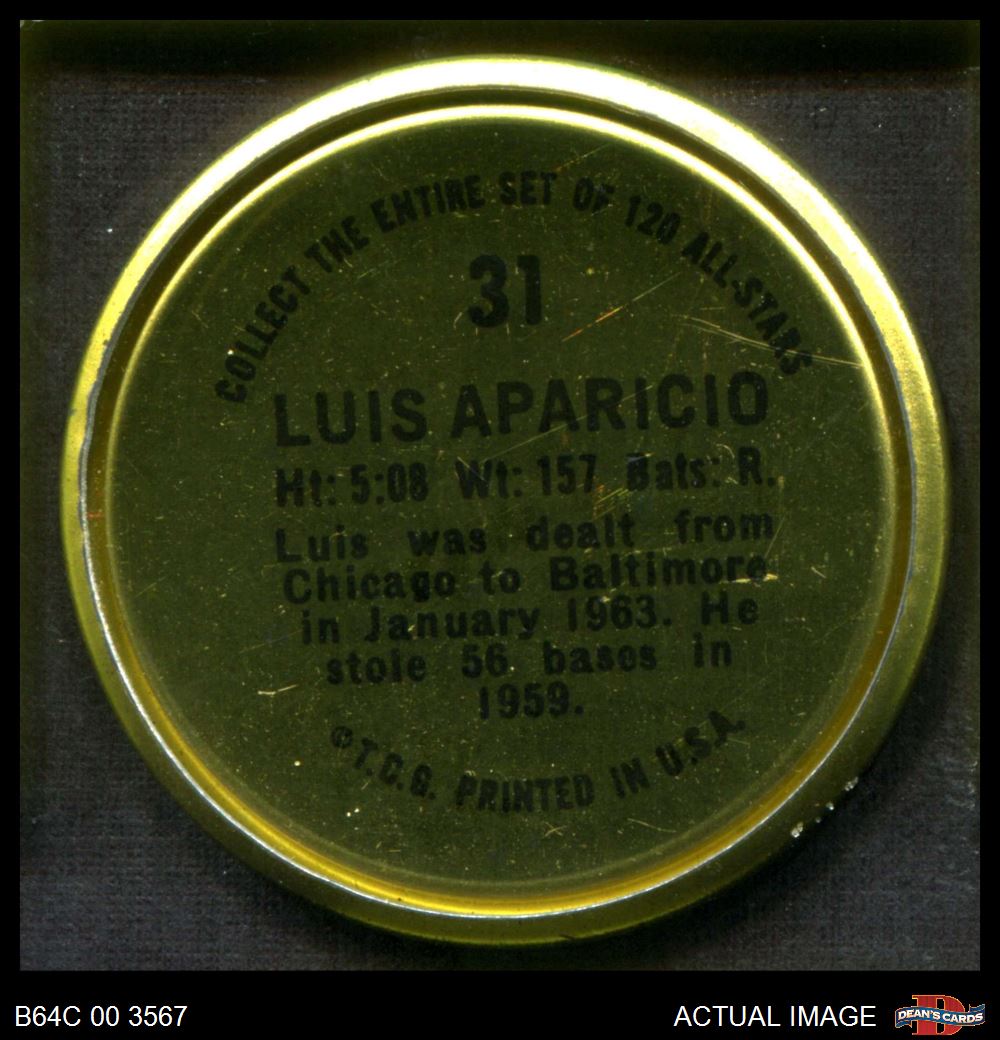 COLLECT THE ENTIRE SET OF 120 ALL-STARS
31
LUIS APARICIO
Ht: 5:08 Wt: 157 Bats: R.
Luis was dealt from
Chicago to Baltimore
in January 1963. He
stole 56 bases in
1959.
©T.C.G. PRINTED IN U.S.A.
B64C 00 3567
ACTUAL IMAGE
D
DEAN'S CARDS